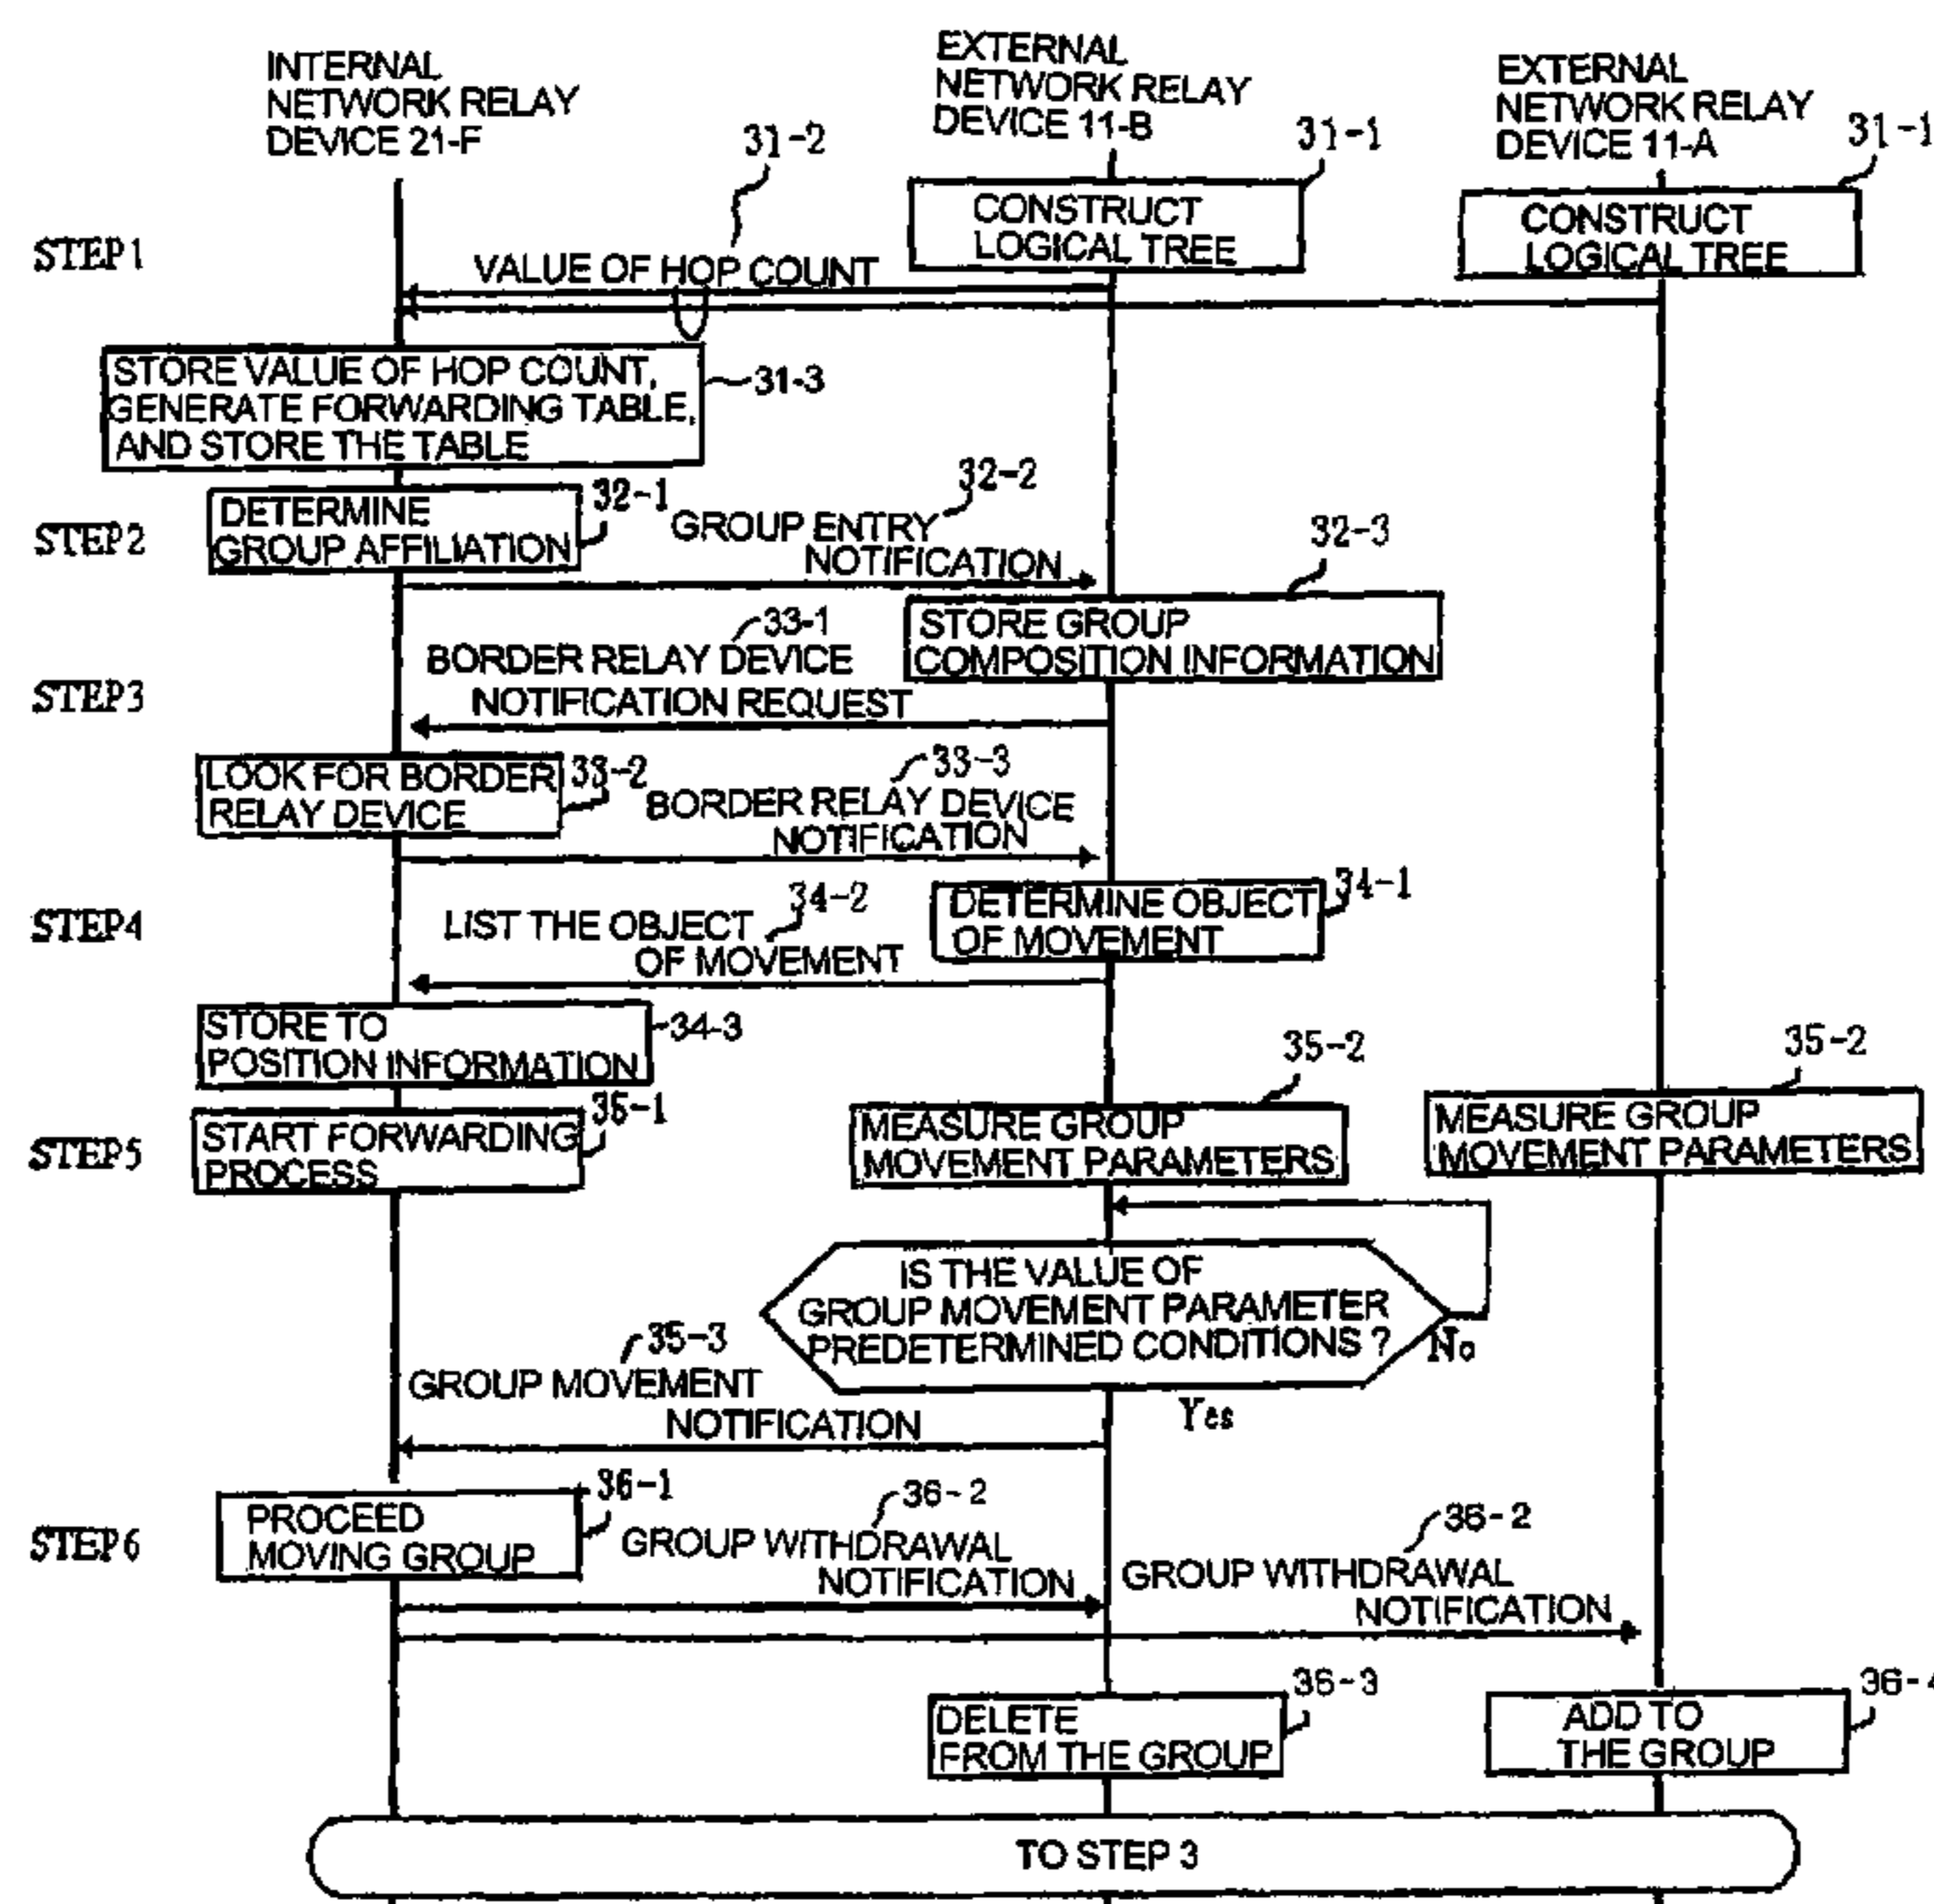 INTERNAL
NETWORK RELAY
DEVICE 21-F
EXTERNAL
NETWORK RELAY
DEVICE 11-B
EXTERNAL
NETWORK RELAY
DEVICE 11-A
31-2
31-1
31-1
STEP1
CONSTRUCT
LOGICAL TREE
CONSTRUCT
LOGICAL TREE
VALUE OF HOP COUNT
STORE VALUE OF HOP COUNT,
GENERATE FORWARDING TABLE,
AND STORE THE TABLE
31-3
STEP2
DETERMINE
GROUP AFFILIATION
32-1
32-2
GROUP ENTRY
NOTIFICATION
32-3
STORE GROUP
COMPOSITION INFORMATION
STEP3
33-1
BORDER RELAY DEVICE
NOTIFICATION REQUEST
LOOK FOR BORDER
RELAY DEVICE
33-2
33-3
BORDER RELAY DEVICE
NOTIFICATION
STEP4
34-2
LIST THE OBJECT
OF MOVEMENT
DETERMINE OBJECT
OF MOVEMENT
34-1
STORE TO
POSITION INFORMATION
34-3
35-2
35-2
STEP5
START FORWARDING
PROCESS
35-1
MEASURE GROUP
MOVEMENT PARAMETERS
MEASURE GROUP
MOVEMENT PARAMETERS
IS THE VALUE OF
GROUP MOVEMENT PARAMETER
PREDETERMINED CONDITIONS ?
No
Yes
35-3
GROUP MOVEMENT
NOTIFICATION
STEP6
PROCEED
MOVING GROUP
36-1
36-2
GROUP WITHDRAWAL
NOTIFICATION
36-2
GROUP WITHDRAWAL
NOTIFICATION
36-3
DELETE
FROM THE GROUP
36-4
ADD TO
THE GROUP
TO STEP 3